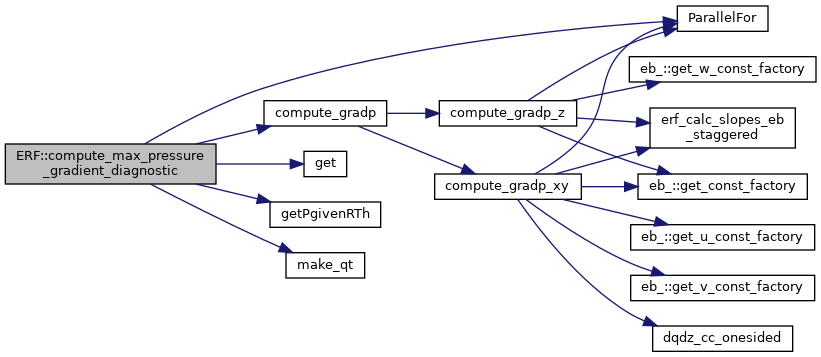 ERF::compute_max_pressure
_gradient_diagnostic
compute_gradp
get
getPgivenRTh
make_qt
compute_gradp_z
compute_gradp_xy
ParallelFor
eb_::get_w_const_factory
erf_calc_slopes_eb
_staggered
eb_::get_const_factory
eb_::get_u_const_factory
eb_::get_v_const_factory
dqdz_cc_onesided